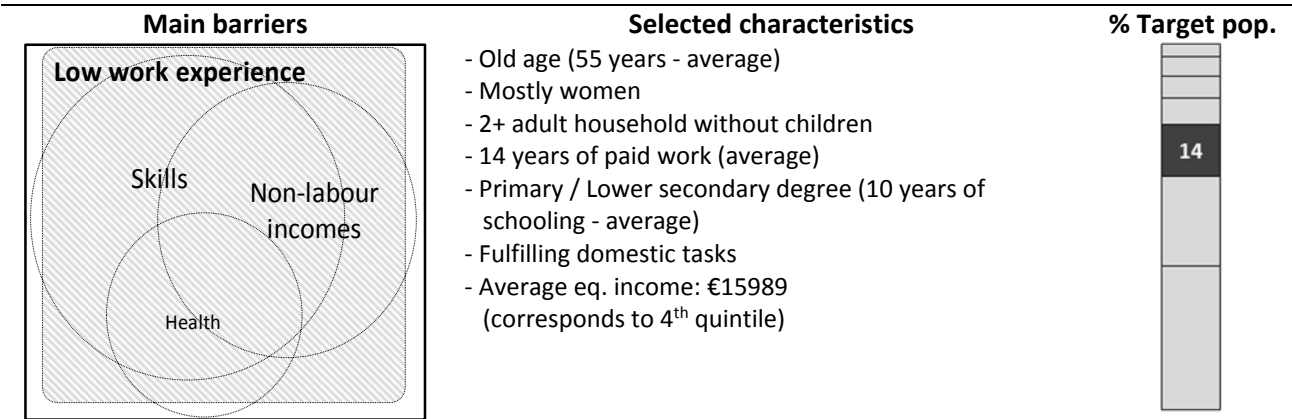 Main barriers
Low work experience
Skills
Non-labour
incomes
Health
Selected characteristics
- Old age (55 years - average)
- Mostly women
- 2+ adult household without children
- 14 years of paid work (average)
- Primary / Lower secondary degree (10 years of
schooling - average)
- Fulfilling domestic tasks
- Average eq. income: €15989
(corresponds to 4th quintile)
% Target pop.
14